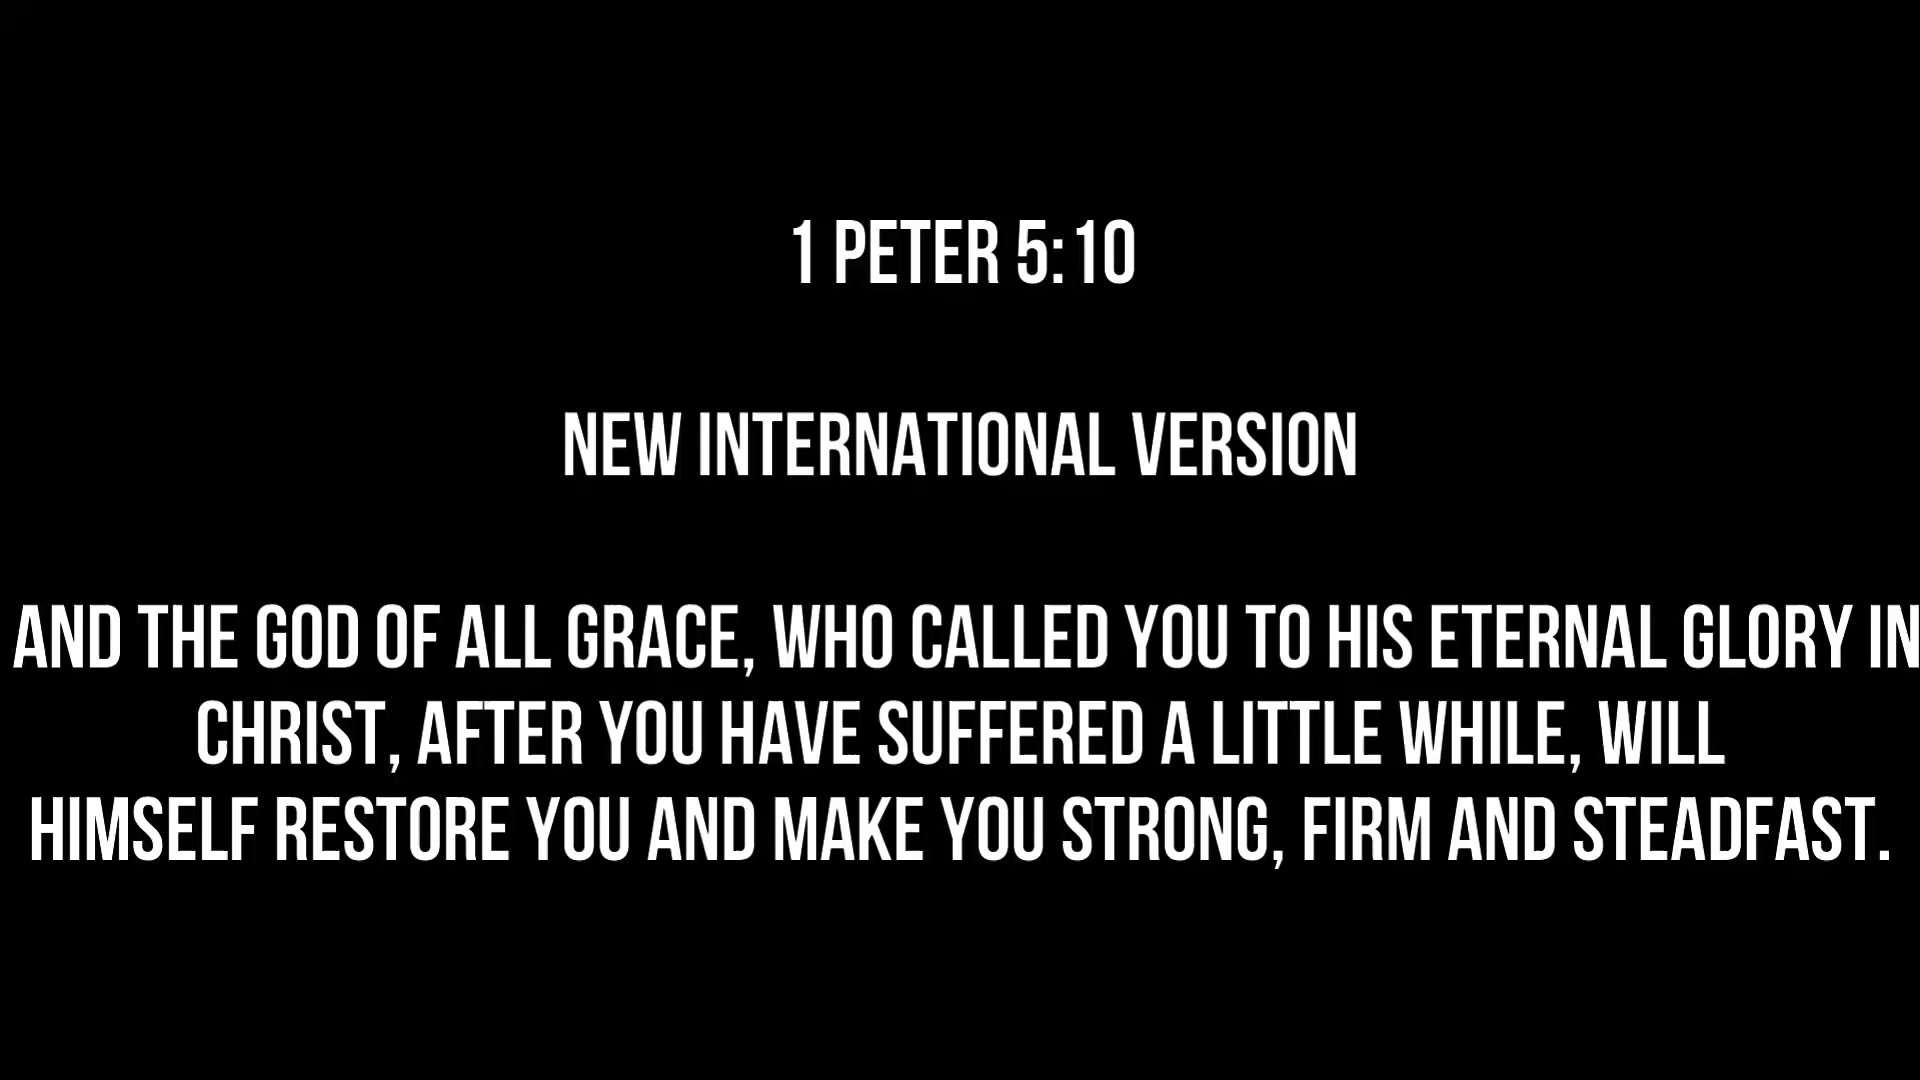 1 PETER 5:10
NEW INTERNATIONAL VERSION
AND THE GOD OF ALL GRACE, WHO CALLED YOU TO HIS ETERNAL GLORY IN
CHRIST, AFTER YOU HAVE SUFFERED A LITTLE WHILE, WILL
HIMSELF RESTORE YOU AND MAKE YOU STRONG, FIRM AND STEADFAST.